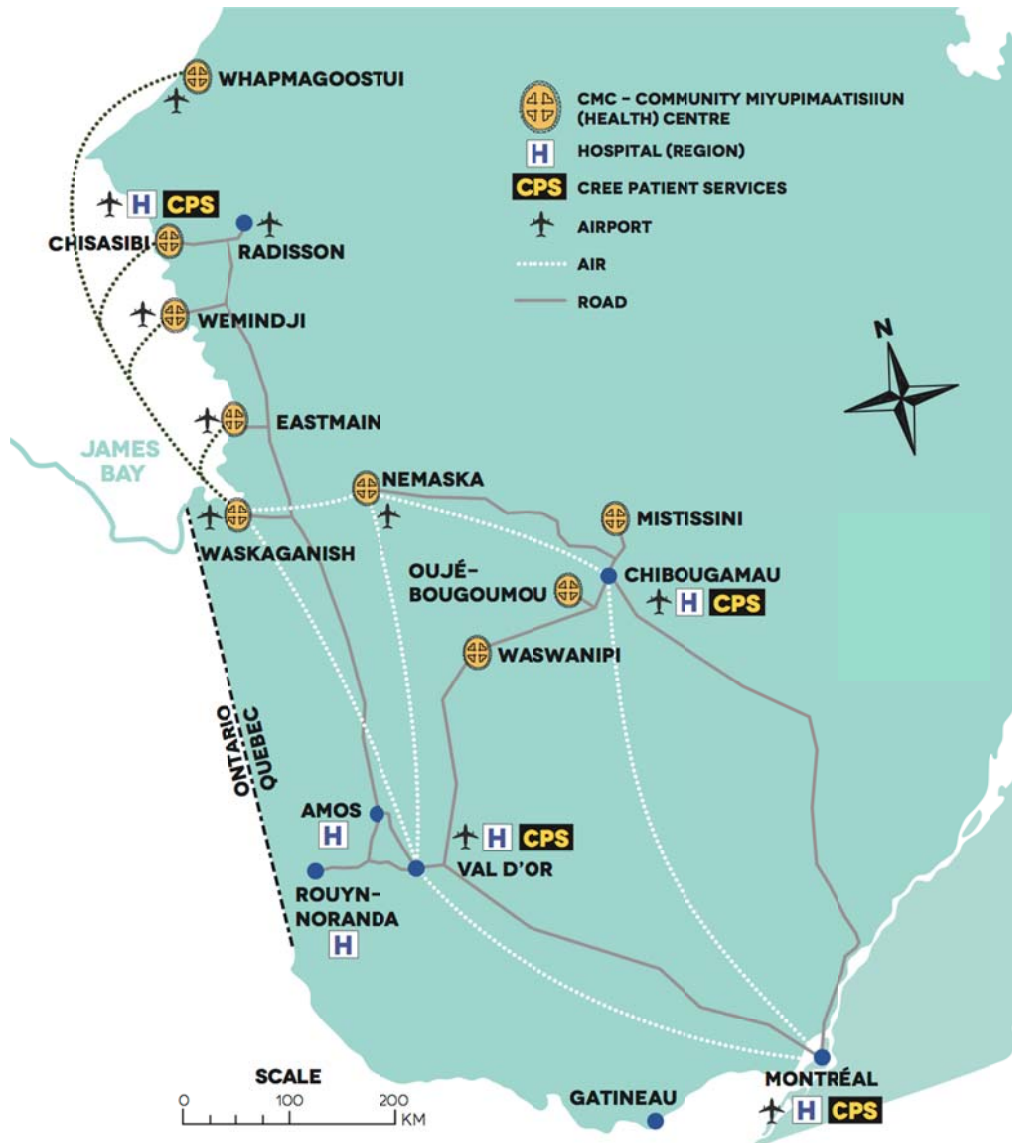 WHAPMAGOOSTUI
CMC – COMMUNITY MIYUPIMAATISIIUN
(HEALTH) CENTRE
H
HOSPITAL (REGION)
CPS
CREE PATIENT SERVICES
AIRPORT
AIR
ROAD
H CPS
CHISASIBI
RADISSON
WEMINDJI
N
EASTMAIN
JAMES
BAY
NEMASKA
MISTISSINI
WASKAGANISH
OUJÉ-
BOUGOUMOU
CHIBOUGAMAU
H CPS
WASWANIPI
ONTARIO
QUEBEC
AMOS
H
H CPS
VAL D'OR
ROUYN-
NORANDA
H
SCALE
0 100 200
KM
GATINEAU
MONTRÉAL
H CPS